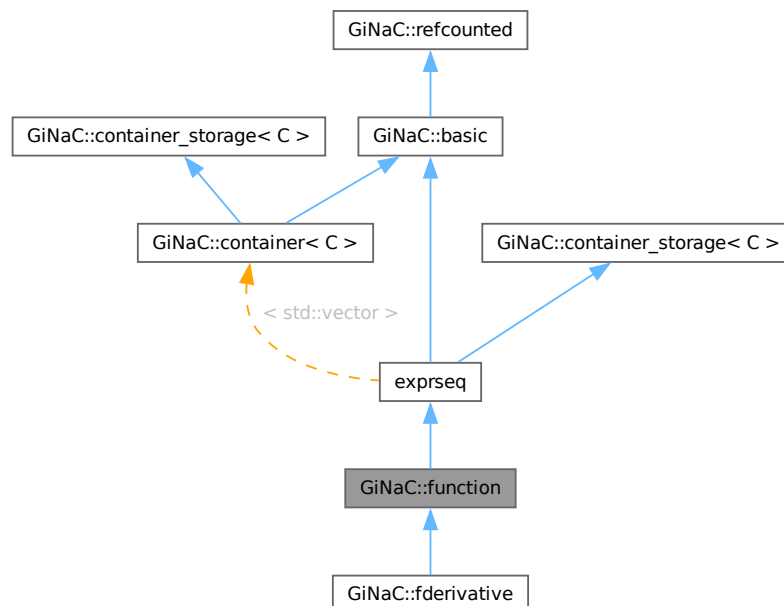 GiNaC::refcounted
GiNaC::container_storage< C >
GiNaC::basic
GiNaC::container< C >
GiNaC::container_storage< C >
< std::vector >
exprseq
GiNaC::function
GiNaC::fderivative